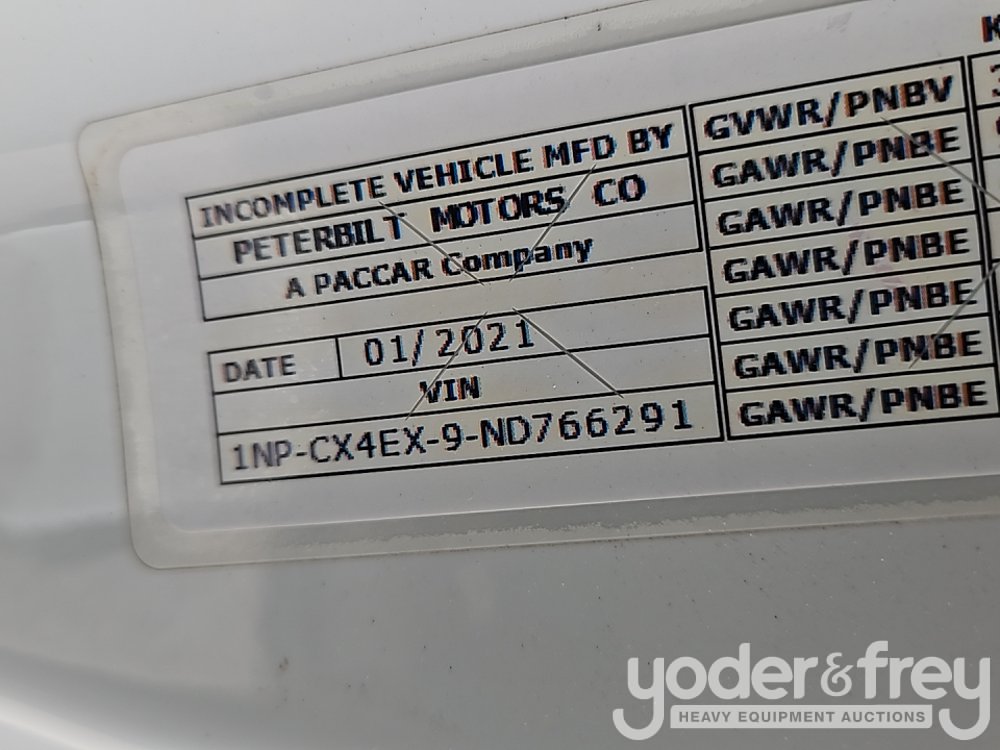 INCOMPLETE VEHICLE MFD BY
PETERBILT MOTORS CO
A PACCAR Company
DATE 01/2021
VIN
1NP-CX4EX-9-ND766291
GVWR/PNBV
GAWR/PNBE
GAWR/PNBE
GAWR/PNBE
GAWR/PNBE
GAWR/PNBE
GAWR/PNBE
yoder&frey
HEAVY EQUIPMENT AUCTIONS